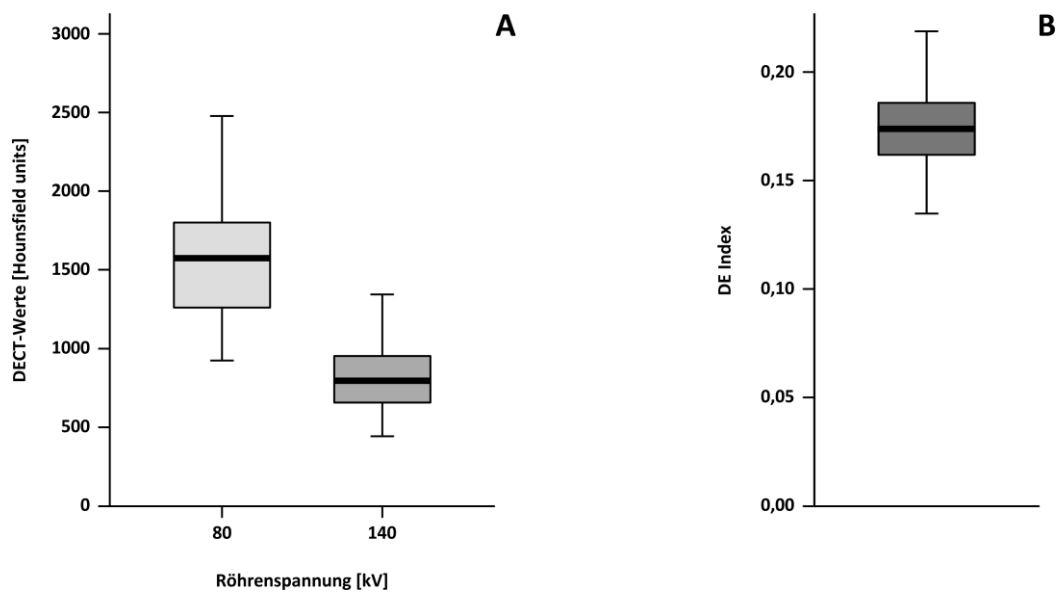 A
DECT-Werte [Hounsfield units]
3000
2500
2000
1500
1000
500
0
80
140
Röhrenspannung [kV]
B
DE Index
0,20
0,15
0,10
0,05
0,00